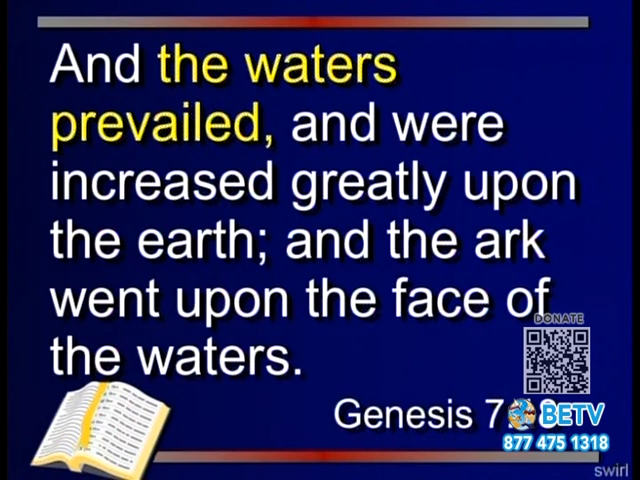 And the waters
prevailed, and were
increased greatly upon
the earth; and the ark
went upon the face of
the waters.
DONATE
Genesis 7
BETV
877 475 1318
swirl